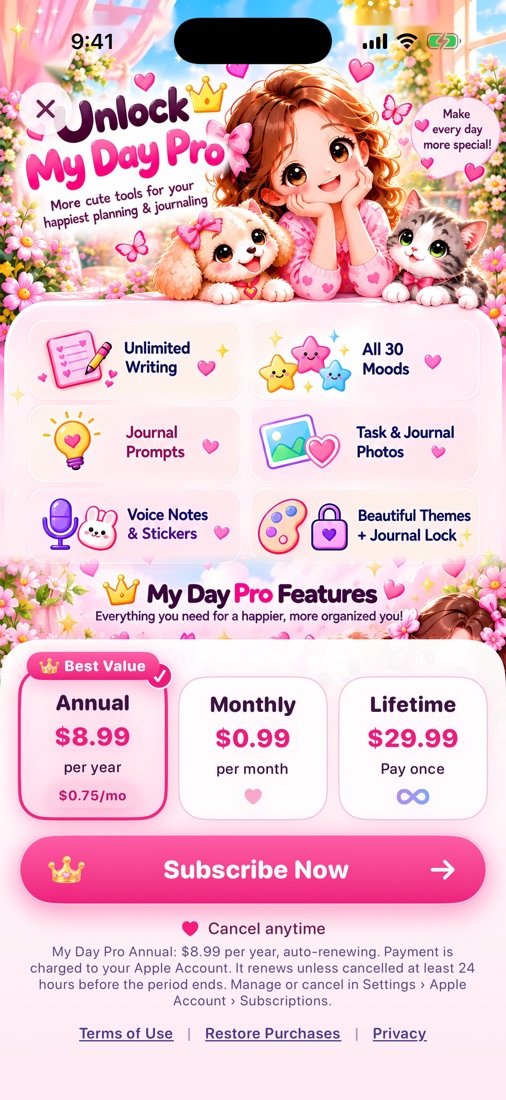 9:41
Unlock
My Day Pro
More cute tools for your
happiest planning & journaling
Make
every day
more special!
Unlimited
Writing
All 30
Moods
Journal
Prompts
Task & Journal
Photos
Voice Notes
& Stickers
Beautiful Themes
+ Journal Lock
My Day Pro Features
Everything you need for a happier, more organized you!
Best Value
Annual
$8.99
per year
$0.75/mo
Monthly
$0.99
per month
Lifetime
$29.99
Pay once
Subscribe Now
Cancel anytime
My Day Pro Annual: $8.99 per year, auto-renewing. Payment is
charged to your Apple Account. It renews unless cancelled at least 24
hours before the period ends. Manage or cancel in Settings › Apple
Account › Subscriptions.
Terms of Use | Restore Purchases | Privacy